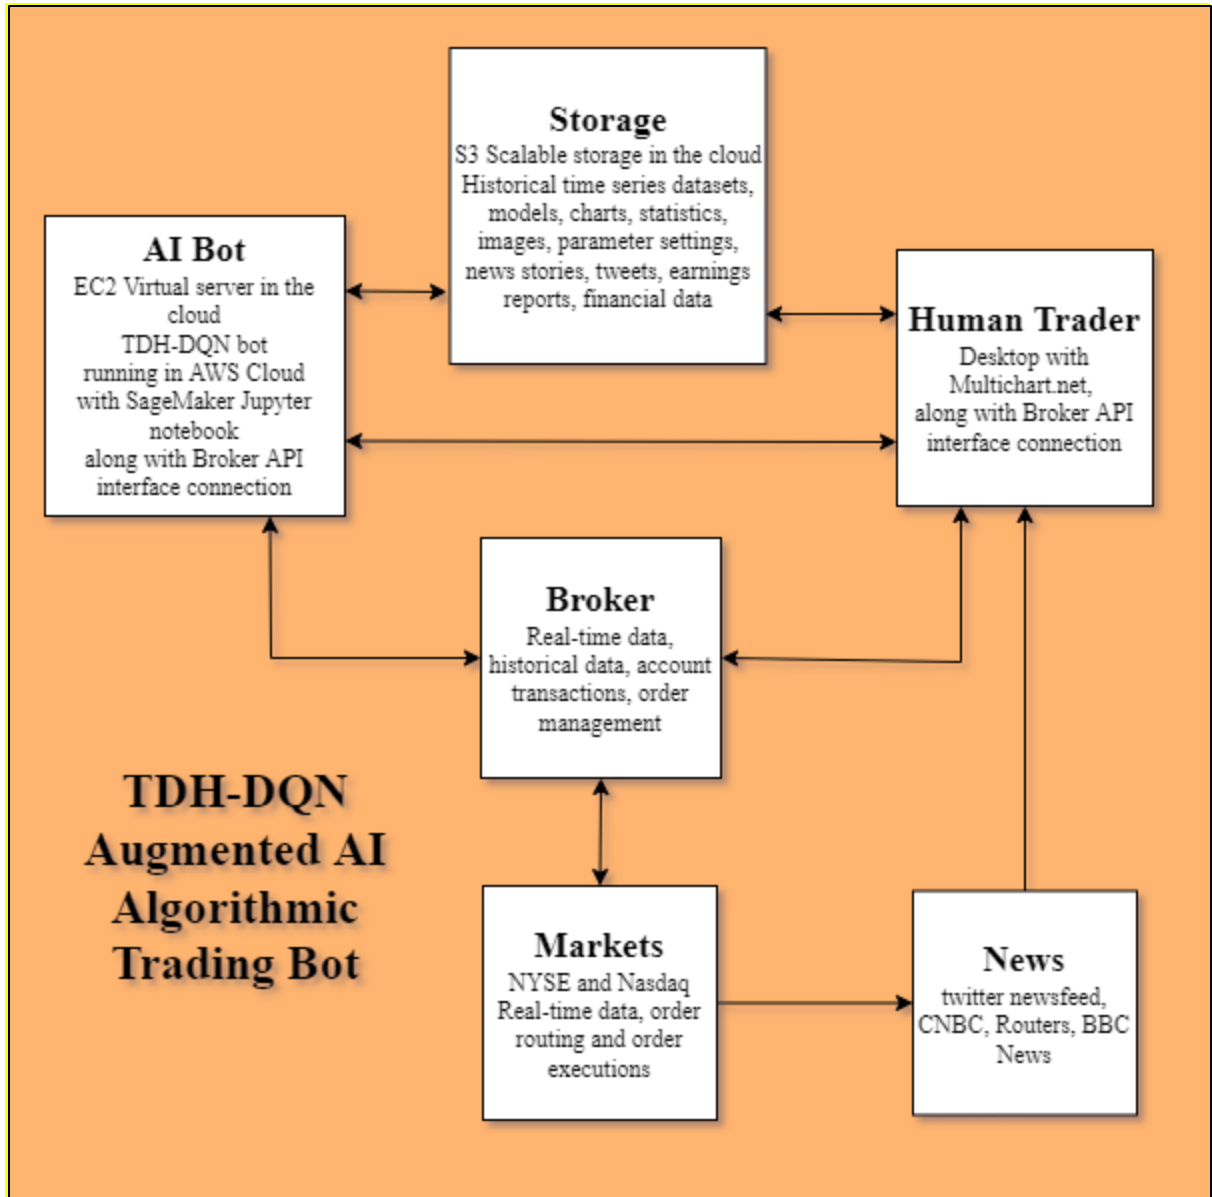 Storage
S3 Scalable storage in the cloud
Historical time series datasets,
models, charts, statistics,
images, parameter settings,
news stories, tweets, earnings
reports, financial data
AI Bot
EC2 Virtual server in the
cloud
TDH-DQN bot
running in AWS Cloud
with SageMaker Jupyter
notebook
along with Broker API
interface connection
Human Trader
Desktop with
Multichart.net,
along with Broker API
interface connection
Broker
Real-time data,
historical data, account
transactions, order
management
TDH-DQN
Augmented AI
Algorithmic
Trading Bot
Markets
NYSE and Nasdaq
Real-time data, order
routing and order
executions
News
twitter newsfeed,
CNBC, Routers, BBC
News